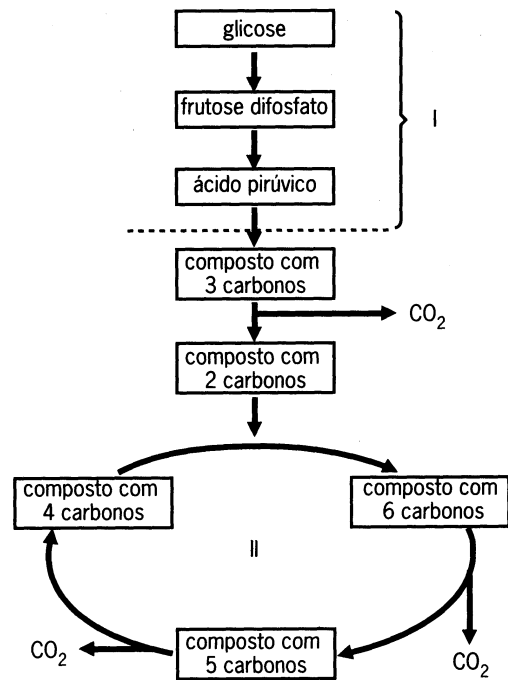 glicose
frutose difosfato
I
ácido pirúvico
composto com
3 carbonos
CO2
composto com
2 carbonos
composto com
4 carbonos
composto com
6 carbonos
II
composto com
5 carbonos
CO2
CO2